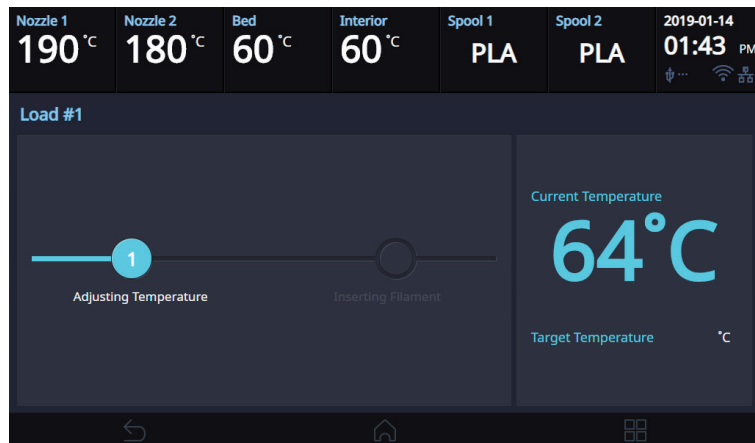 Nozzle 1 Nozzle 2 Bed Interior Spool 1 Spool 2 2019-01-14
190 °C 180 °C 60 °C 60 °C PLA PLA 01:43 PM
Load #1
Current Temperature
64°C
1
Adjusting Temperature Inserting Filament
Target Temperature °C